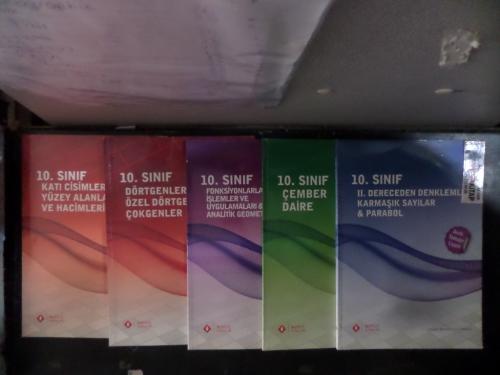 10. SINIF
KATI CİSİMLER
YÜZEY ALANLA
VE HACİMLERİ
10. SINIF
DÖRTGENLER
ÖZEL DÖRTGE
ÇOKGENLER
10. SINIF
FONKSİYONLARLA
İŞLEMLER VE
UYGULAMALARI &
ANALİTİK GEOMET
10. SINIF
ÇEMBER
DAİRE
10. SINIF
II. DERECEDEN DENKLEML
KARMAŞIK SAYILAR
& PARABOL